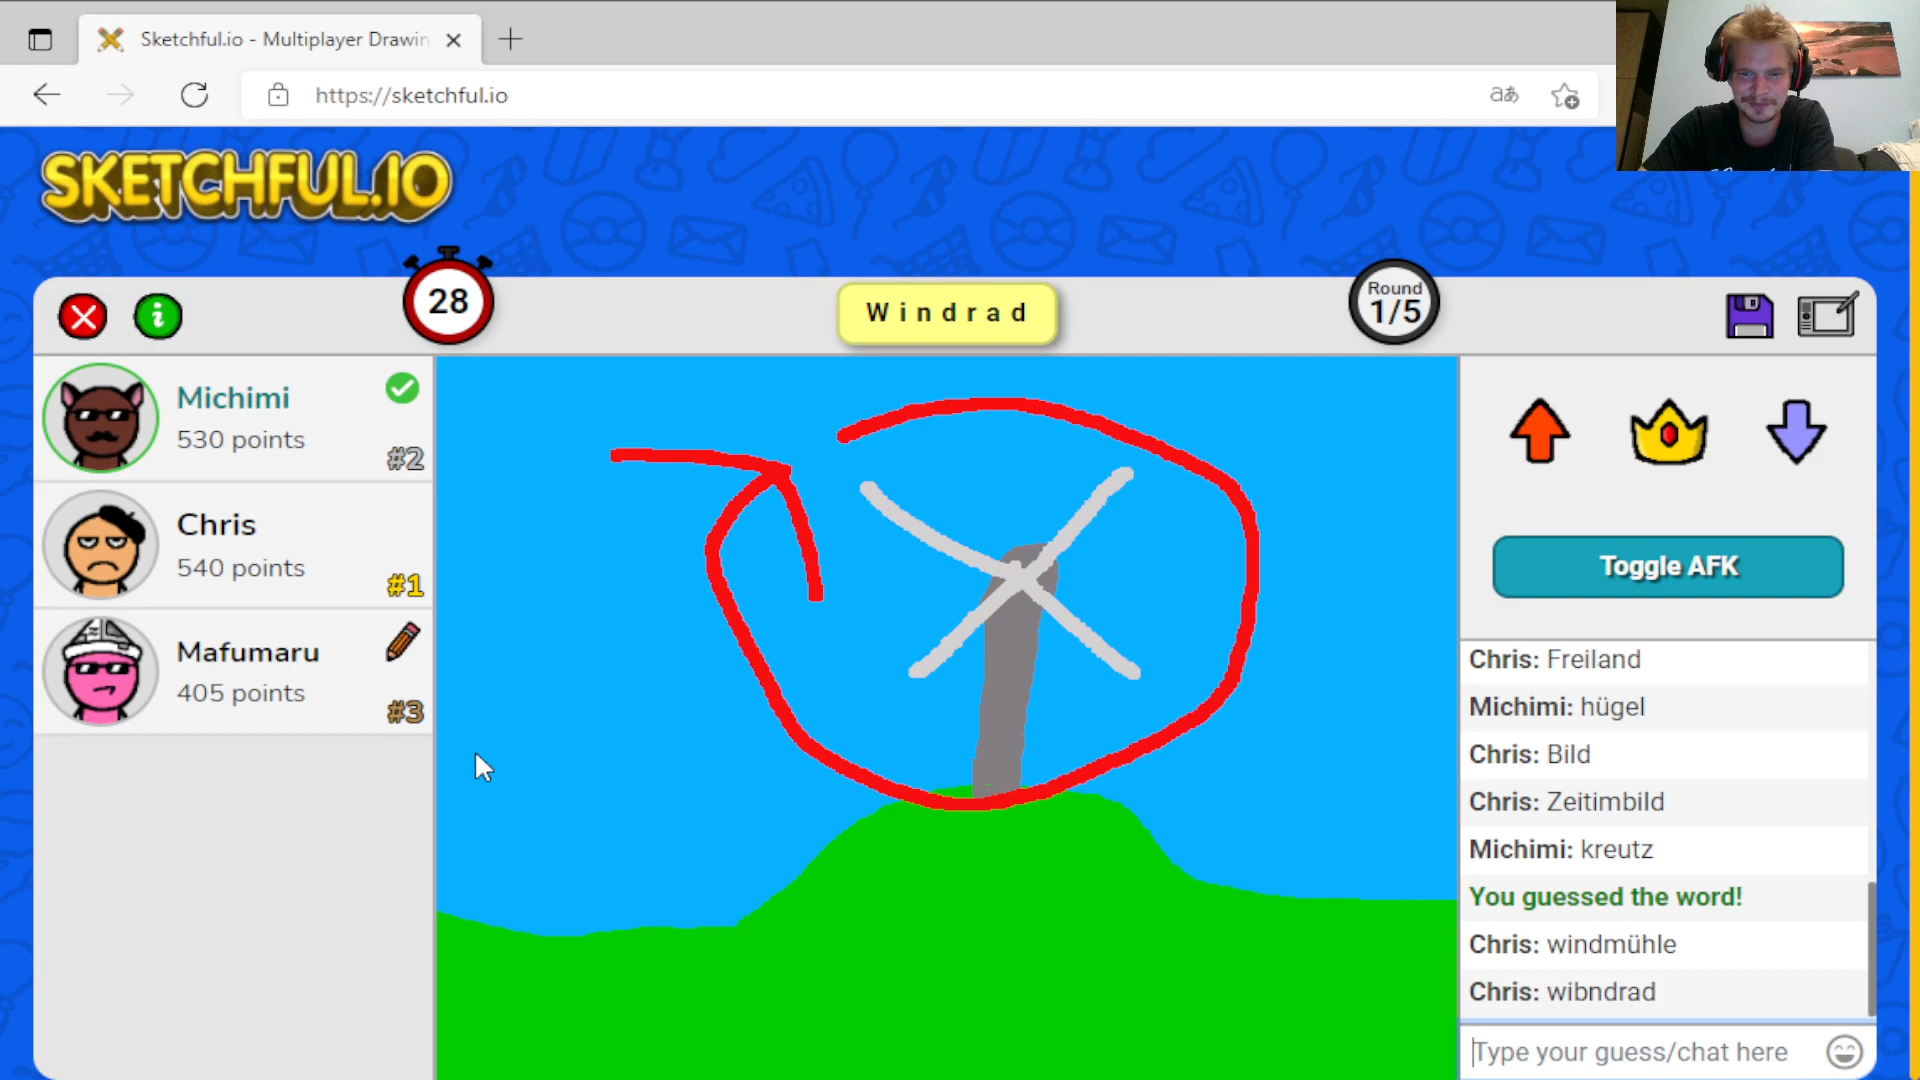 Sketchful.io - Multiplayer Drawin
https://sketchful.io
aあ
SKETCHFUL.IO
28
Windrad
Round
1/5
Michimi
530 points
#2
Chris
540 points
#1
Mafumaru
405 points
#3
Toggle AFK
Chris: Freiland
Michimi: hügel
Chris: Bild
Chris: Zeitimbild
Michimi: kreutz
You guessed the word!
Chris: windmühle
Chris: wibndrad
Type your guess/chat here